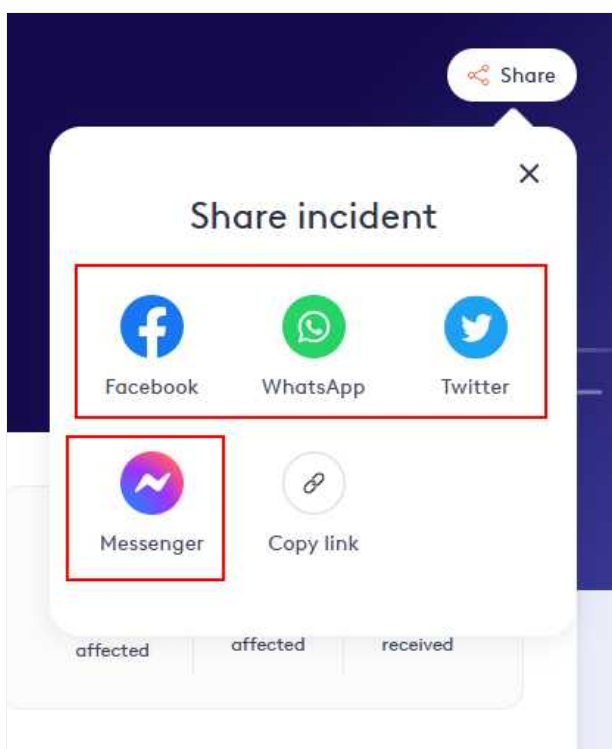 Share
Share incident
Facebook WhatsApp Twitter
Messenger Copy link
affected affected received